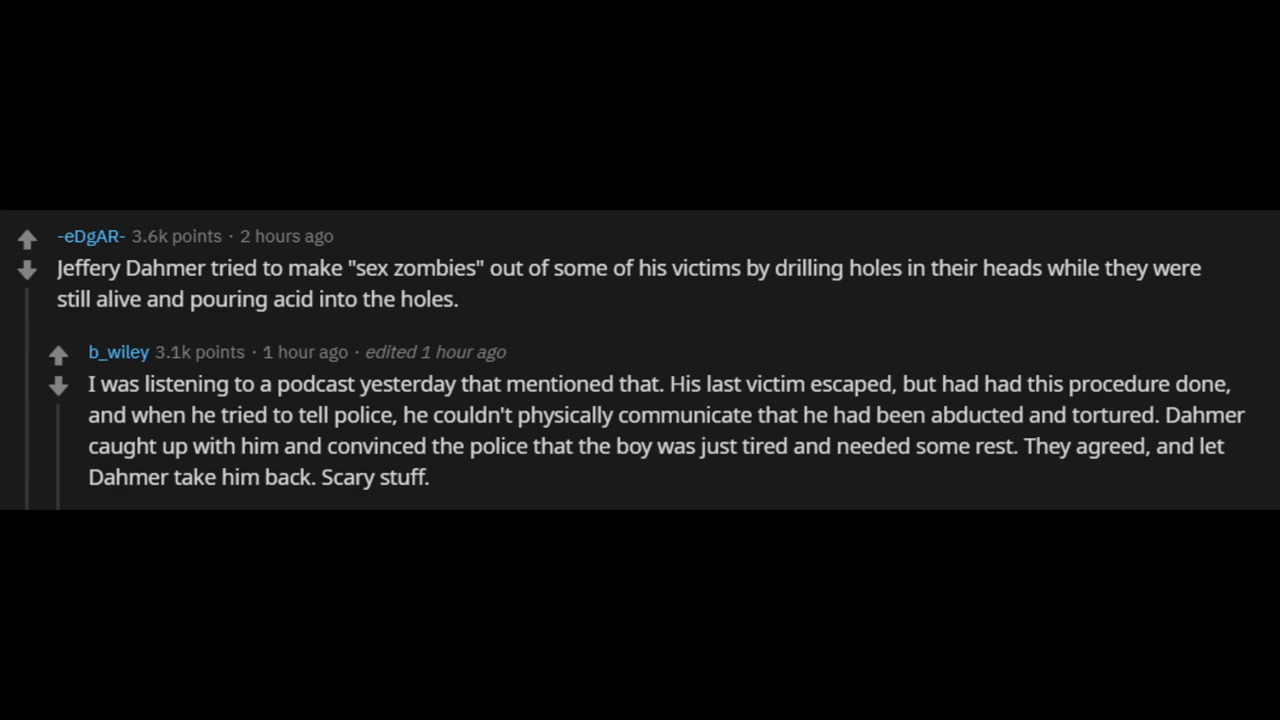 -eDgAR- 3.6k points · 2 hours ago
Jeffery Dahmer tried to make "sex zombies" out of some of his victims by drilling holes in their heads while they were
still alive and pouring acid into the holes.
b_wiley 3.1k points · 1 hour ago · edited 1 hour ago
I was listening to a podcast yesterday that mentioned that. His last victim escaped, but had had this procedure done,
and when he tried to tell police, he couldn't physically communicate that he had been abducted and tortured. Dahmer
caught up with him and convinced the police that the boy was just tired and needed some rest. They agreed, and let
Dahmer take him back. Scary stuff.